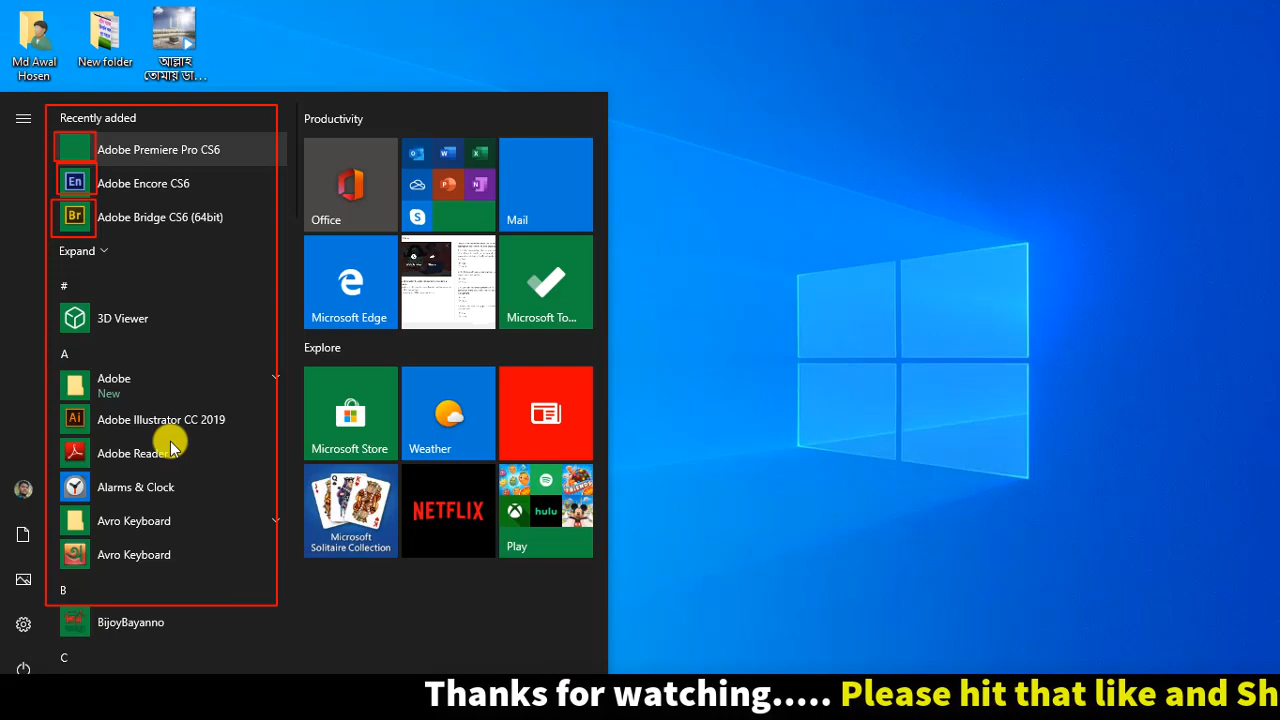 Md Awal
Hosen
New folder
আল্লাহ
তোমায় ডা...
Recently added
Adobe Premiere Pro CS6
En
Adobe Encore CS6
Br
Adobe Bridge CS6 (64bit)
Expand
#
3D Viewer
A
Adobe
New
Ai
Adobe Illustrator CC 2019
Adobe Reader
Alarms & Clock
Avro Keyboard
Avro Keyboard
B
BijoyBayanno
C
Productivity
Office
Mail
Microsoft Edge
Microsoft To...
Explore
Microsoft Store
Weather
Microsoft
Solitaire Collection
NETFLIX
hulu
Play
Thanks for watching..... Please hit that like and Sh